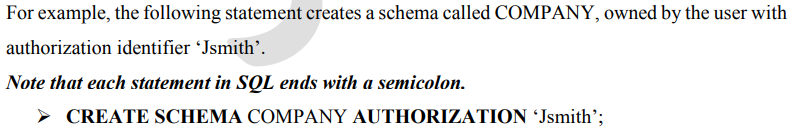 For example, the following statement creates a schema called COMPANY, owned by the user with
authorization identifier ‘Jsmith’.
Note that each statement in SQL ends with a semicolon.
➢ CREATE SCHEMA COMPANY AUTHORIZATION ‘Jsmith’;